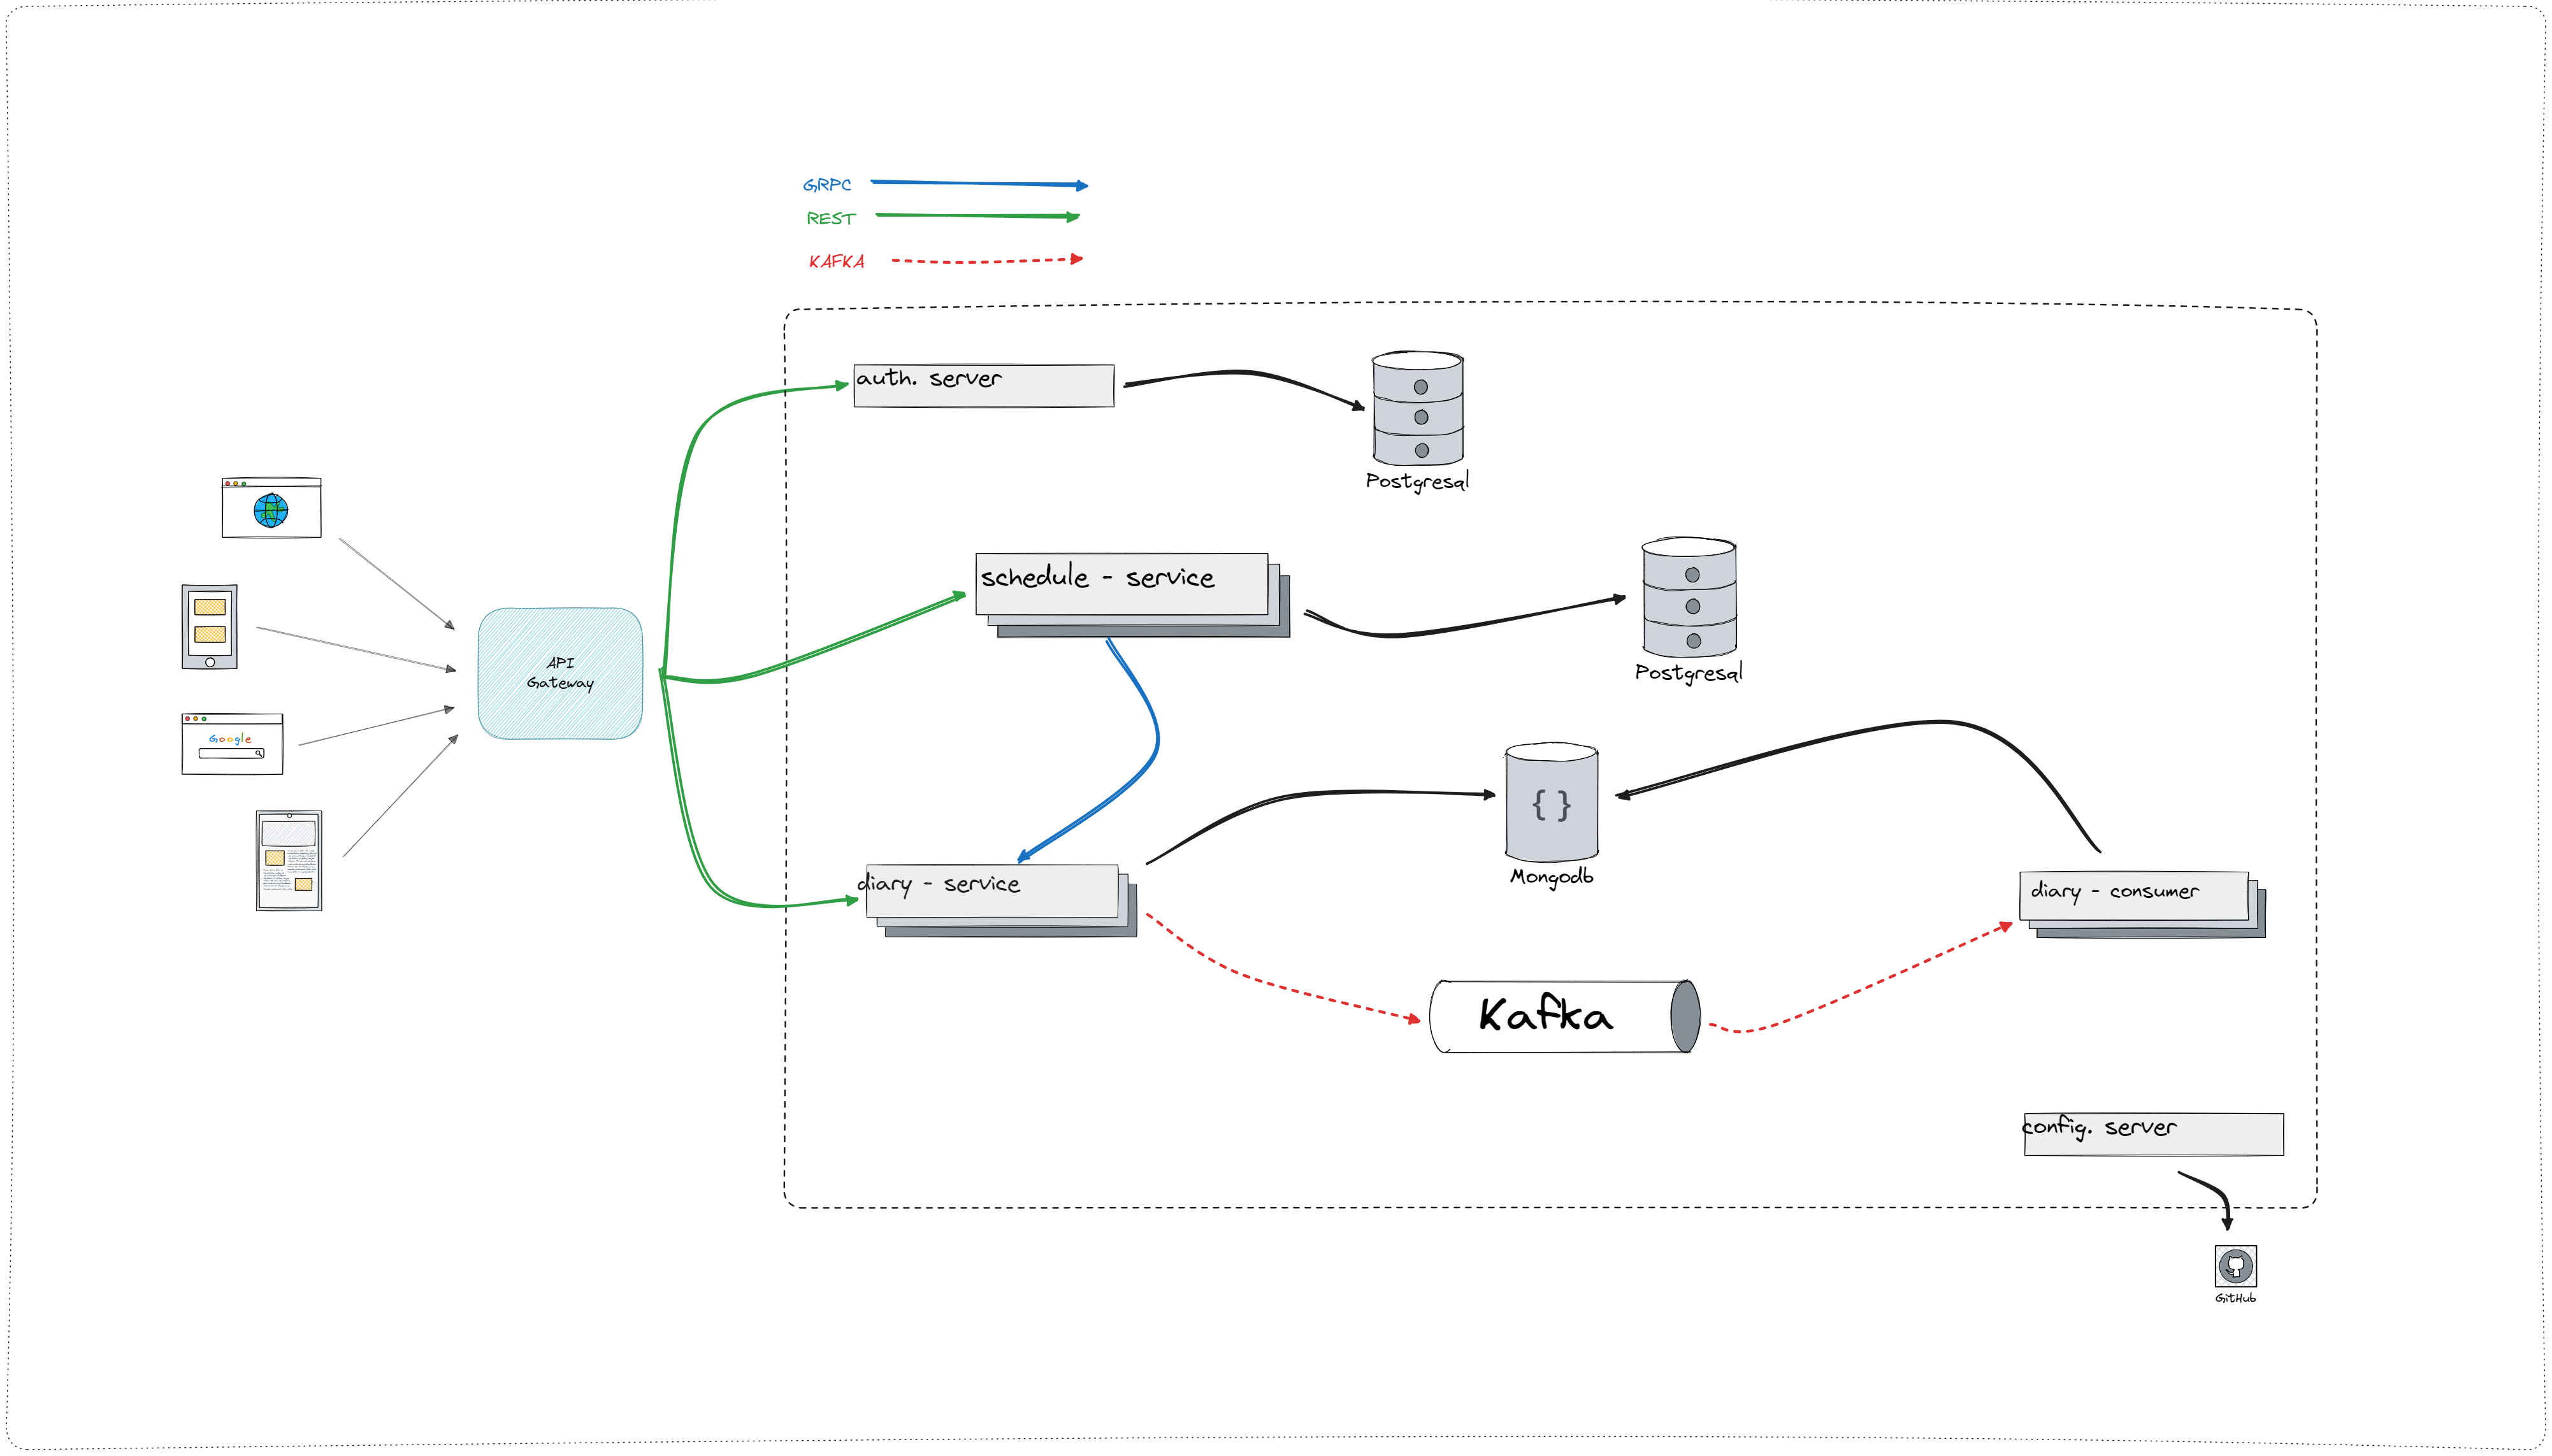 GRPC
REST
KAFKA
auth. server
Postgresql
schedule - service
Postgresql
API
Gateway
Google
Mongodb
diary - service
diary - consumer
Kafka
config. server
GitHub